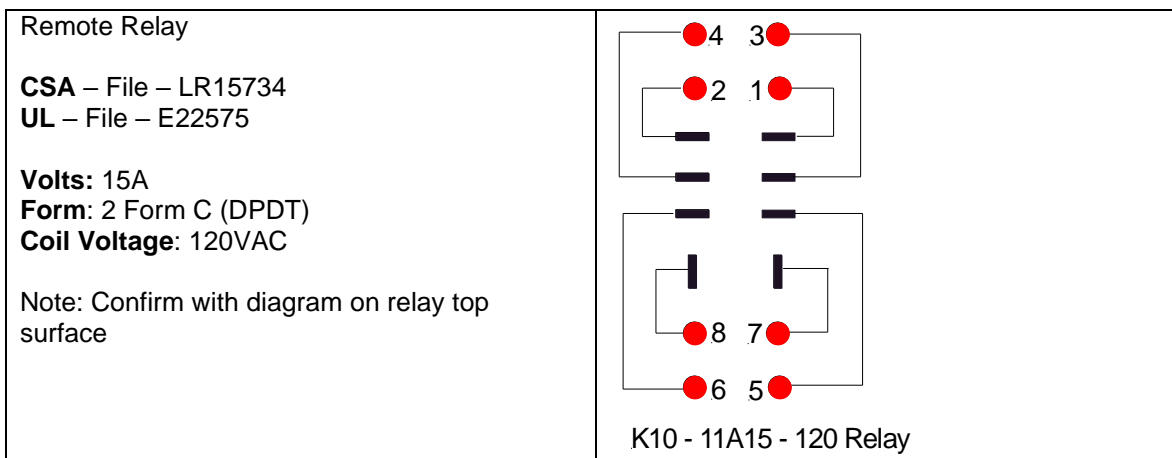 Remote Relay
CSA – File – LR15734
UL – File – E22575
Volts: 15A
Form: 2 Form C (DPDT)
Coil Voltage: 120VAC
Note: Confirm with diagram on relay top
surface
4 3
2 1
8 7
6 5
K10 - 11A15 - 120 Relay